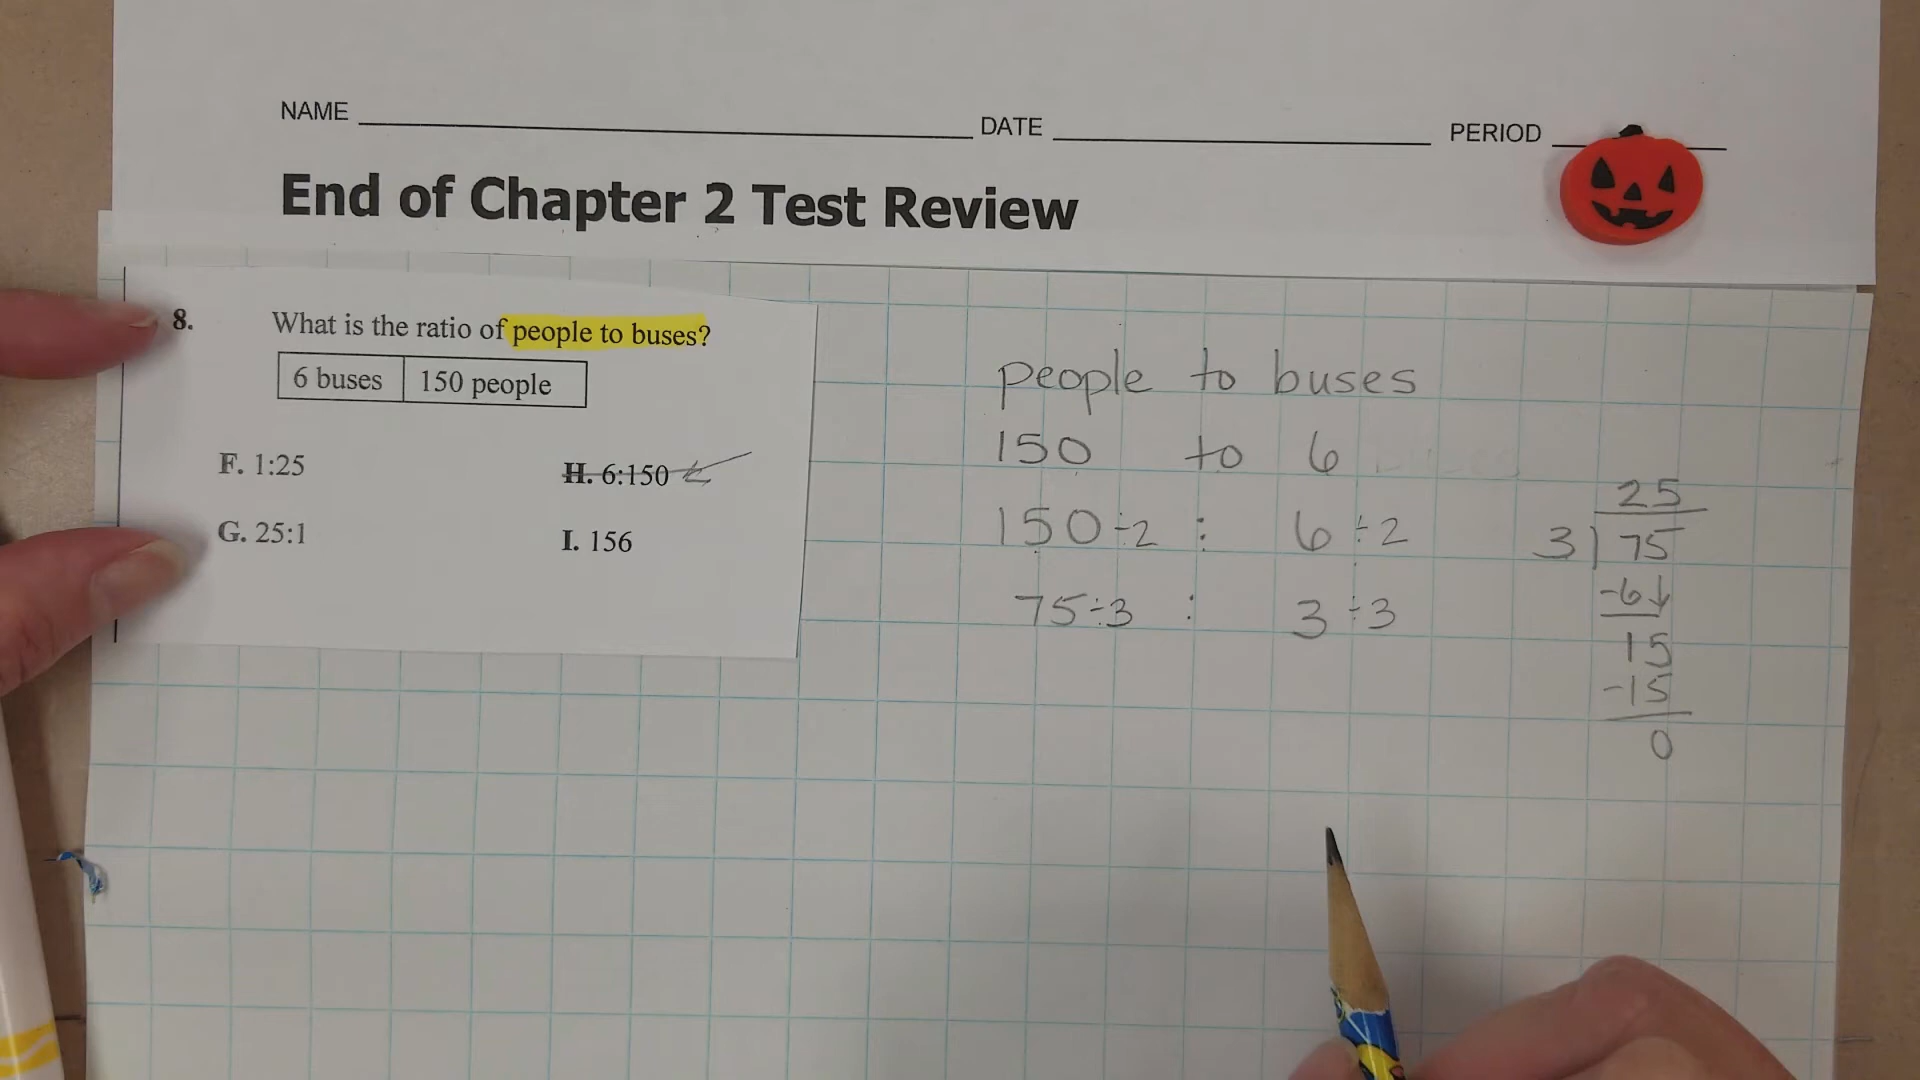 NAME DATE PERIOD
End of Chapter 2 Test Review
8. What is the ratio of people to buses?
6 buses 150 people
F. 1:25 H. 6:150
G. 25:1 I. 156
people to buses
150 to 6
150÷2 : 6÷2
75÷3 : 3÷3
25
3)75
-6↓
15
-15
0